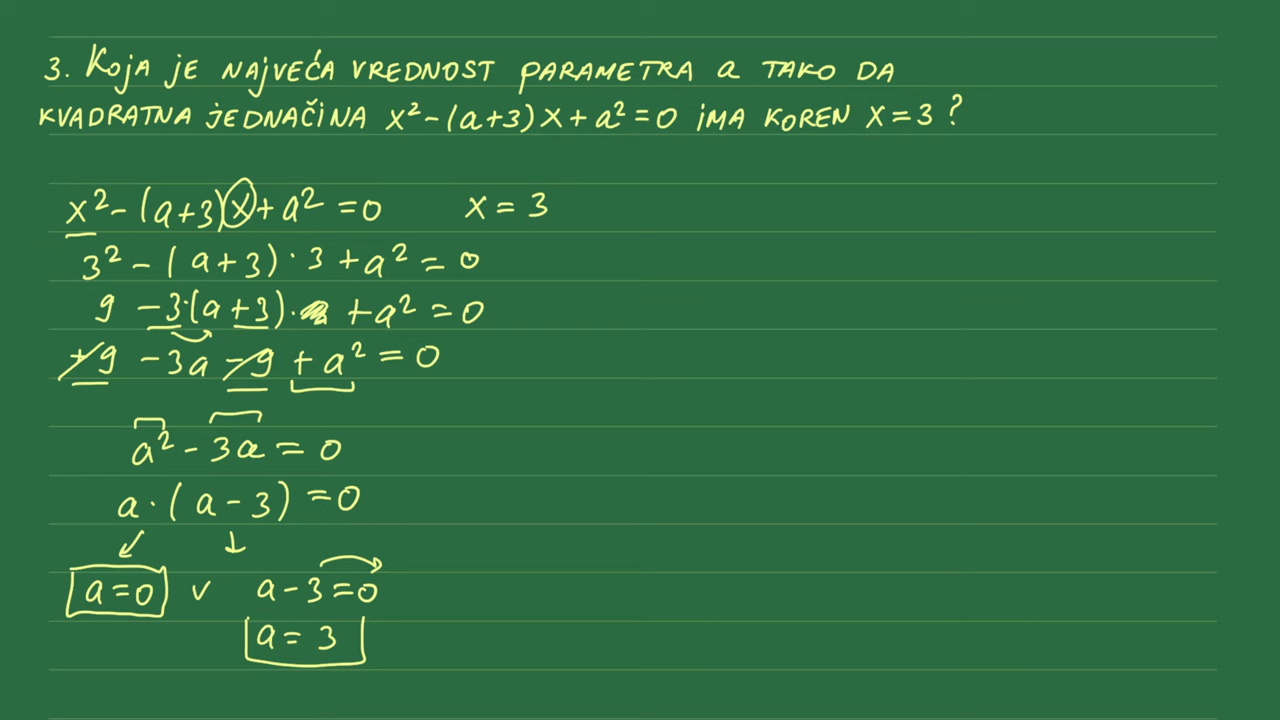 3. Koja je najveća vrednost parametra a tako da
kvadratna jednačina x² - (a+3)x + a² = 0 ima koren x = 3?
x² - (a+3)x + a² = 0 x = 3
3² - (a+3) · 3 + a² = 0
9 - 3·(a+3) · + a² = 0
+9 - 3a - 9 + a² = 0
a² - 3a = 0
a · (a - 3) = 0
a = 0 v a - 3 = 0
a = 3